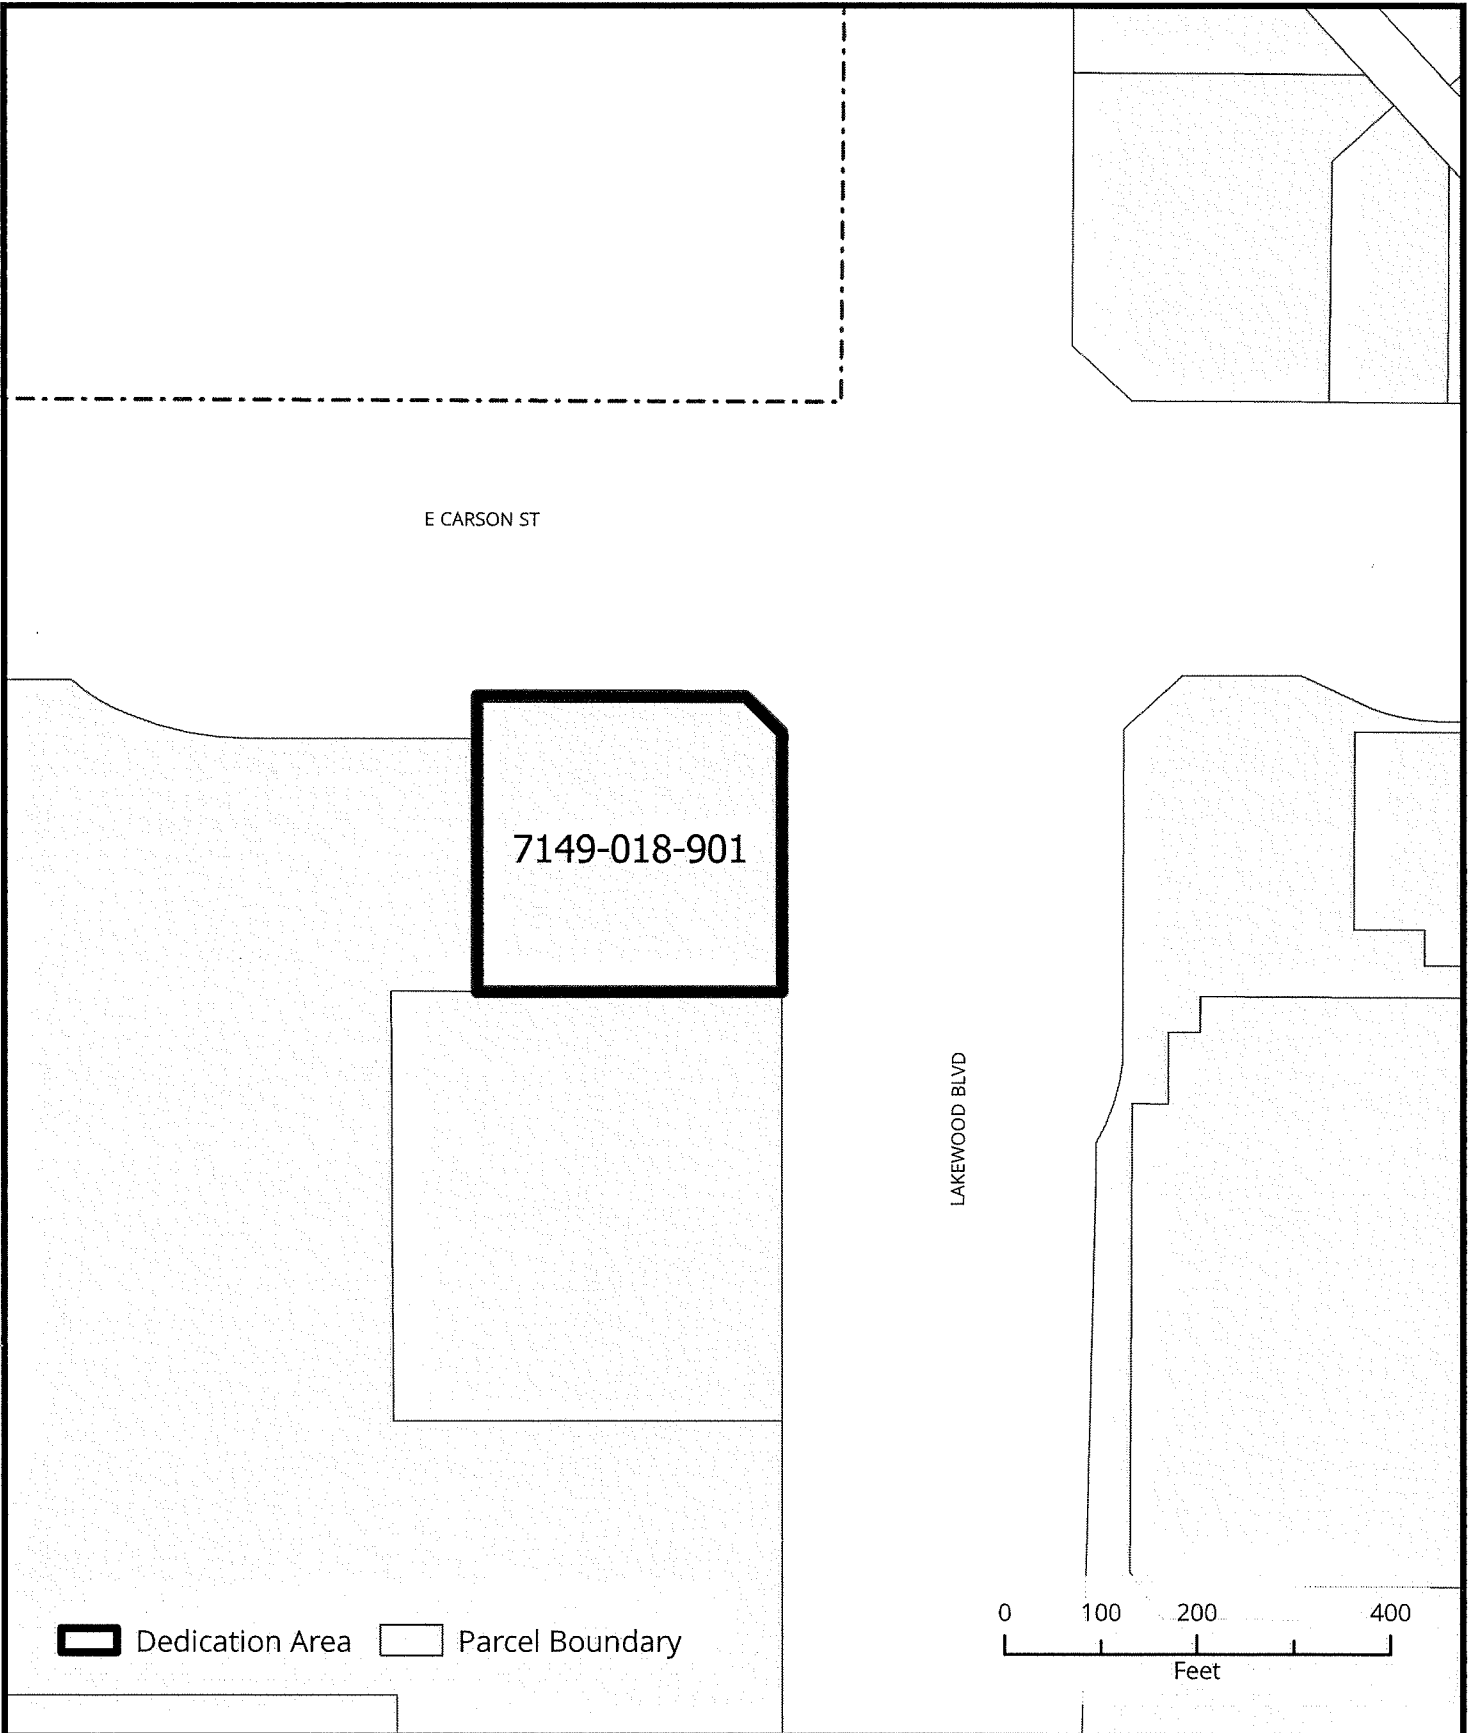 E CARSON ST
7149-018-901
LAKEWOOD BLVD
0 100 200 400
Feet
Dedication Area
Parcel Boundary